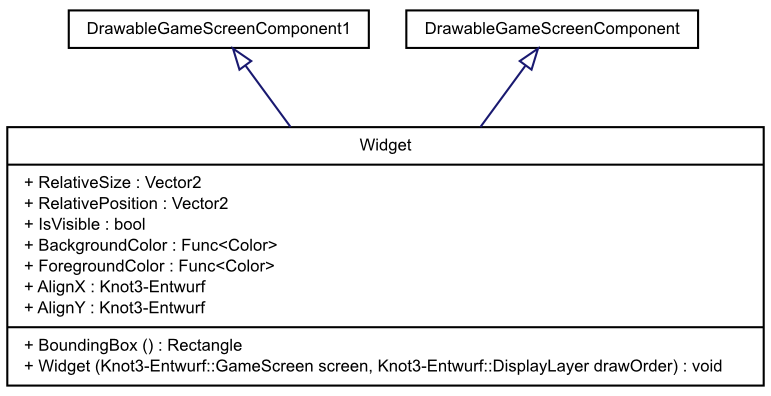 DrawableGameScreenComponent1
DrawableGameScreenComponent
Widget
+ RelativeSize : Vector2
+ RelativePosition : Vector2
+ IsVisible : bool
+ BackgroundColor : Func<Color>
+ ForegroundColor : Func<Color>
+ AlignX : Knot3-Entwurf
+ AlignY : Knot3-Entwurf
+ BoundingBox () : Rectangle
+ Widget (Knot3-Entwurf::GameScreen screen, Knot3-Entwurf::DisplayLayer drawOrder) : void